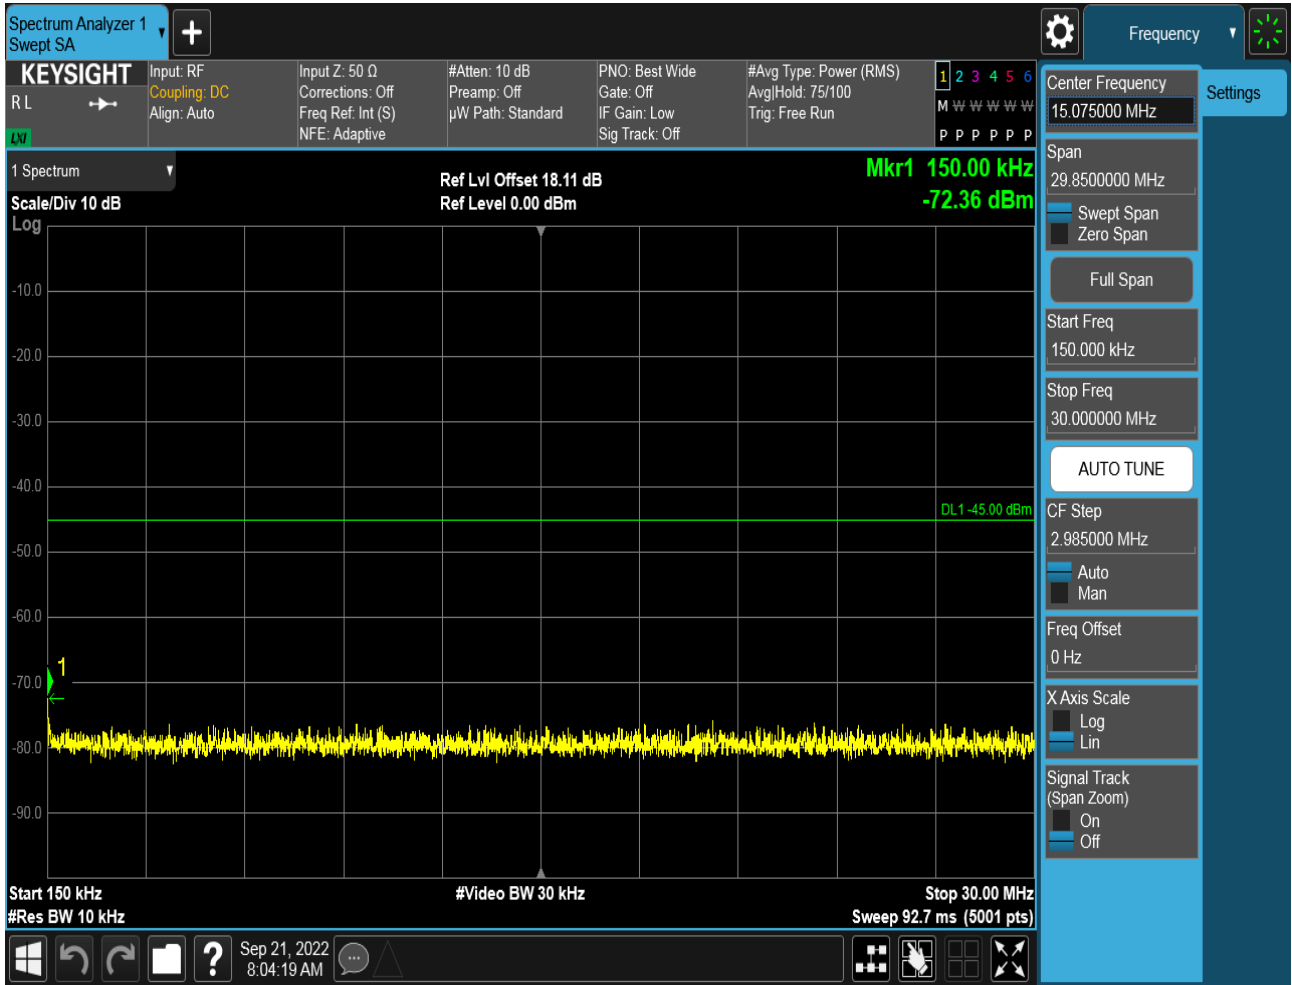 Spectrum Analyzer 1
Swept SA
Frequency
KEYSIGHT
R L
LXI
Input: RF
Coupling: DC
Align: Auto
Input Z: 50 Ω
Corrections: Off
Freq Ref: Int (S)
NFE: Adaptive
#Atten: 10 dB
Preamp: Off
µW Path: Standard
PNO: Best Wide
Gate: Off
IF Gain: Low
Sig Track: Off
#Avg Type: Power (RMS)
Avg|Hold: 75/100
Trig: Free Run
1 2 3 4 5 6
M W W W W W
P P P P P P
1 Spectrum
Scale/Div 10 dB
Log
Ref Lvl Offset 18.11 dB
Ref Level 0.00 dBm
Mkr1 150.00 kHz
-72.36 dBm
-10.0
-20.0
-30.0
-40.0
DL1 -45.00 dBm
-50.0
-60.0
1
-70.0
-80.0
-90.0
Start 150 kHz
#Res BW 10 kHz
#Video BW 30 kHz
Stop 30.00 MHz
Sweep 92.7 ms (5001 pts)
Center Frequency
15.075000 MHz
Settings
Span
29.8500000 MHz
Swept Span
Zero Span
Full Span
Start Freq
150.000 kHz
Stop Freq
30.000000 MHz
AUTO TUNE
CF Step
2.985000 MHz
Auto
Man
Freq Offset
0 Hz
X Axis Scale
Log
Lin
Signal Track
(Span Zoom)
On
Off
?
Sep 21, 2022
8:04:19 AM